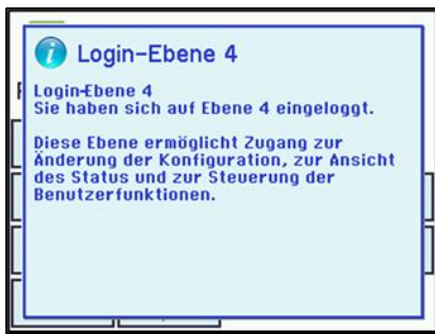 Login-Ebene 4
Login-Ebene 4
Sie haben sich auf Ebene 4 eingeloggt.
Diese Ebene ermöglicht Zugang zur
Änderung der Konfiguration, zur Ansicht
des Status und zur Steuerung der
Benutzerfunktionen.